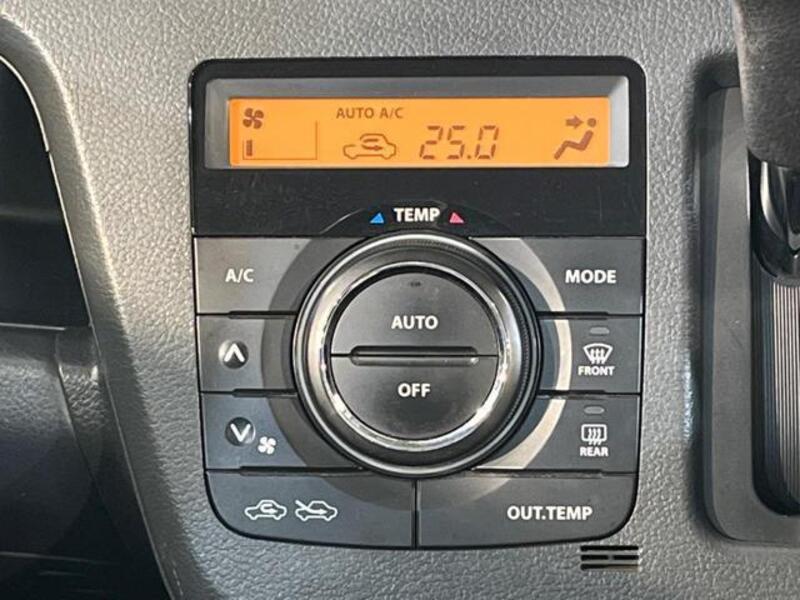 AUTO A/C
25.0
TEMP
A/C
MODE
AUTO
FRONT
OFF
REAR
OUT.TEMP